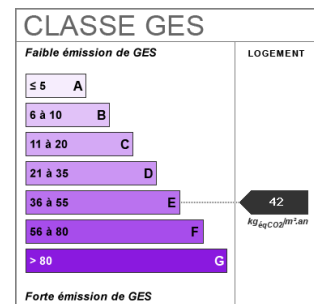 CLASSE GES
Faible émission de GES
LOGEMENT
≤ 5 A
6 à 10 B
11 à 20 C
21 à 35 D
36 à 55 E
42
kgéqCO2/m².an
56 à 80 F
> 80 G
Forte émission de GES